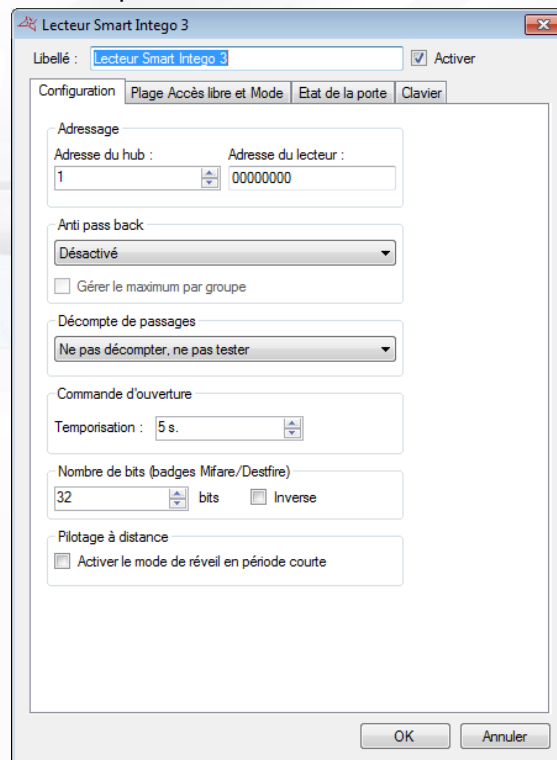 Lecteur Smart Intego 3
Libellé : Lecteur Smart Intego 3 Activer
Configuration Plage Accès libre et Mode Etat de la porte Clavier
Adressage
Adresse du hub : Adresse du lecteur :
1 00000000
Anti pass back
Désactivé
Gérer le maximum par groupe
Décompte de passages
Ne pas décompter, ne pas tester
Commande d'ouverture
Temporisation : 5 s.
Nombre de bits (badges Mifare/Destfire)
32 bits Inverse
Pilotage à distance
Activer le mode de réveil en période courte
OK Annuler